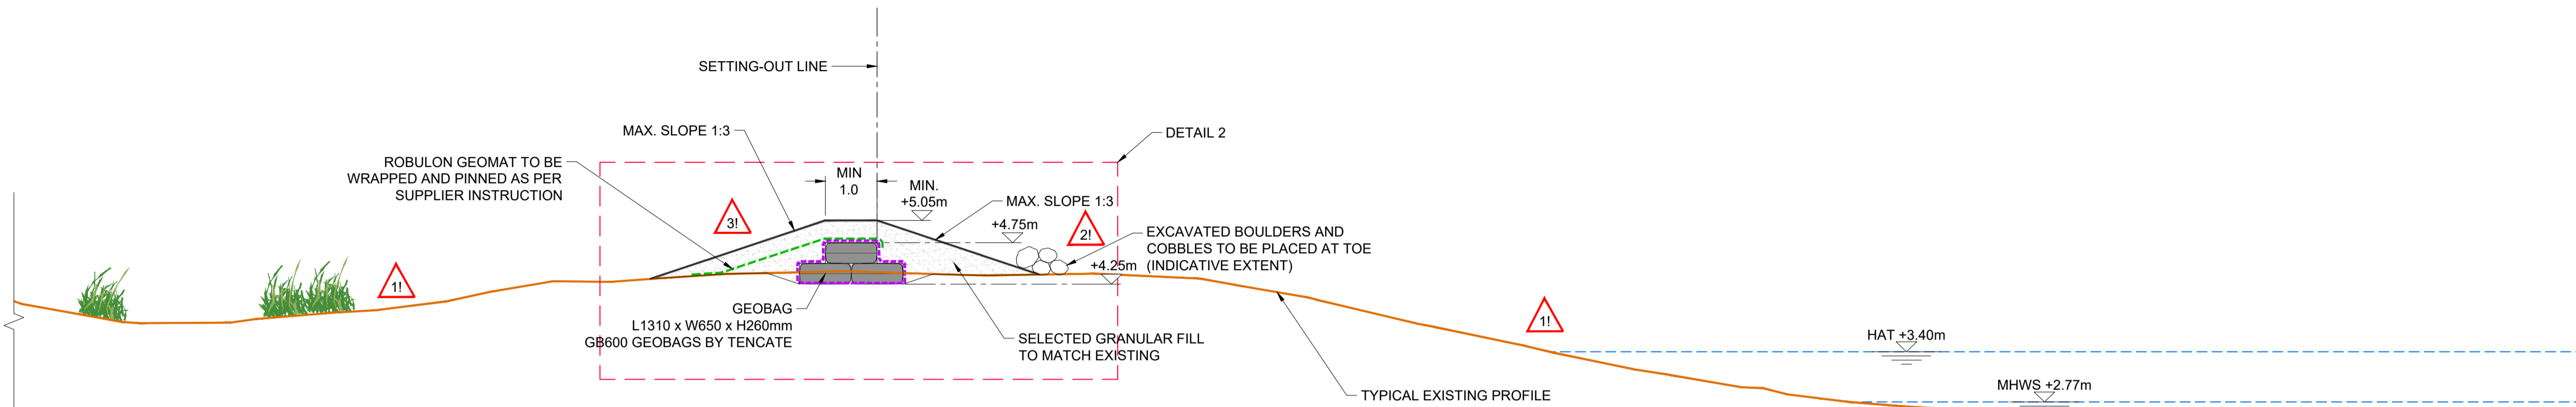 SETTING-OUT LINE
MAX. SLOPE 1:3
DETAIL 2
ROBULON GEOMAT TO BE
WRAPPED AND PINNED AS PER
SUPPLIER INSTRUCTION
MIN
1.0
MIN.
+5.05m
MAX. SLOPE 1:3
3!
+4.75m
2!
EXCAVATED BOULDERS AND
COBBLES TO BE PLACED AT TOE
(INDICATIVE EXTENT)
+4.25m
1!
GEOBAG
L1310 x W650 x H260mm
GB600 GEOBAGS BY TENCATE
SELECTED GRANULAR FILL
TO MATCH EXISTING
1!
HAT +3.40m
MHWS +2.77m
TYPICAL EXISTING PROFILE